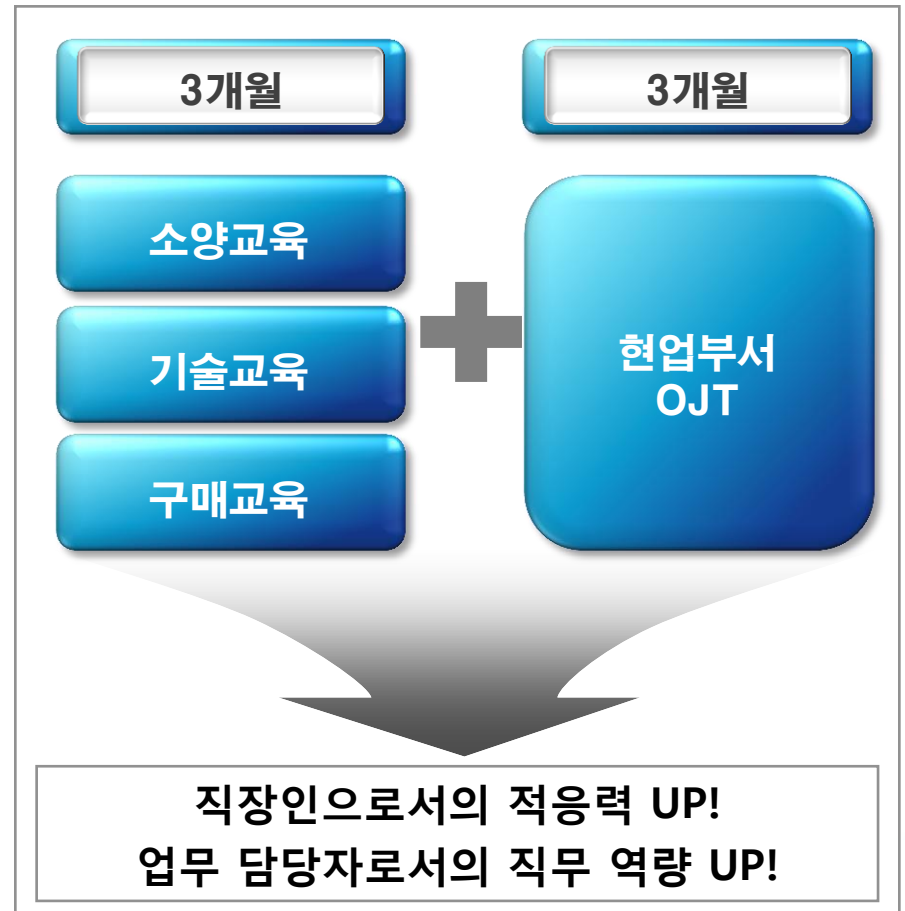 3개월
소양교육
기술교육
구매교육
3개월
현업부서
OJT
직장인으로서의 적응력 UP!
업무 담당자로서의 직무 역량 UP!